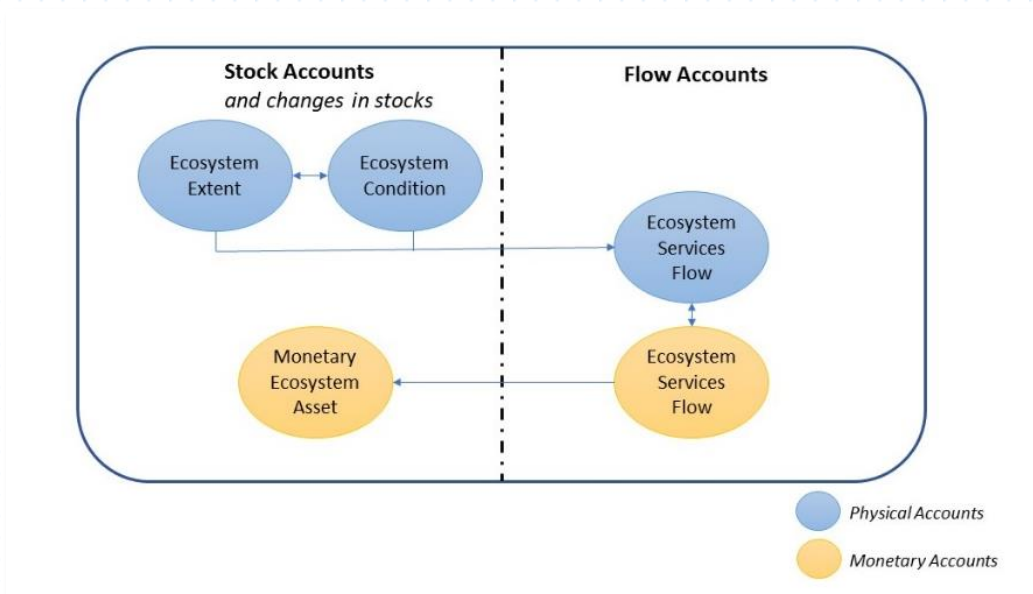 Stock Accounts
and changes in stocks
Flow Accounts
Ecosystem
Extent
Ecosystem
Condition
Ecosystem
Services
Flow
Monetary
Ecosystem
Asset
Ecosystem
Services
Flow
Physical Accounts
Monetary Accounts